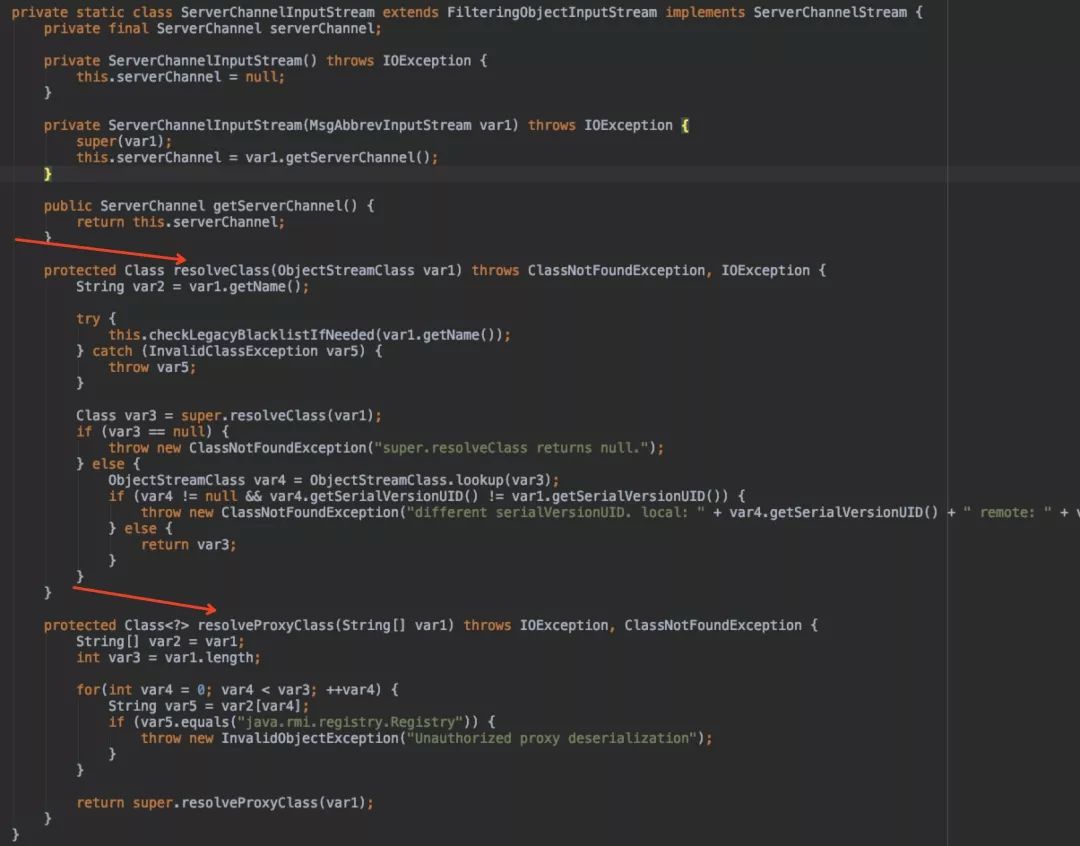 private static class ServerChannelInputStream extends FilteringObjectInputStream implements ServerChannelStream {
    private final ServerChannel serverChannel;

    private ServerChannelInputStream() throws IOException {
        this.serverChannel = null;
    }

    private ServerChannelInputStream(MsgAbbrevInputStream var1) throws IOException {
        super(var1);
        this.serverChannel = var1.getServerChannel();
    }

    public ServerChannel getServerChannel() {
        return this.serverChannel;
    }

    protected Class resolveClass(ObjectStreamClass var1) throws ClassNotFoundException, IOException {
        String var2 = var1.getName();

        try {
            this.checkLegacyBlacklistIfNeeded(var1.getName());
        } catch (InvalidClassException var5) {
            throw var5;
        }

        Class var3 = super.resolveClass(var1);
        if (var3 == null) {
            throw new ClassNotFoundException("super.resolveClass returns null.");
        } else {
            ObjectStreamClass var4 = ObjectStreamClass.lookup(var3);
            if (var4 != null && var4.getSerialVersionUID() != var1.getSerialVersionUID()) {
                throw new ClassNotFoundException("different serialVersionUID. local: " + var4.getSerialVersionUID() + " remote: " +
            } else {
                return var3;
            }
        }
    }

    protected Class<?> resolveProxyClass(String[] var1) throws IOException, ClassNotFoundException {
        String[] var2 = var1;
        int var3 = var1.length;

        for(int var4 = 0; var4 < var3; ++var4) {
            String var5 = var2[var4];
            if (var5.equals("java.rmi.registry.Registry")) {
                throw new InvalidObjectException("Unauthorized proxy deserialization");
            }
        }

        return super.resolveProxyClass(var1);
    }
}